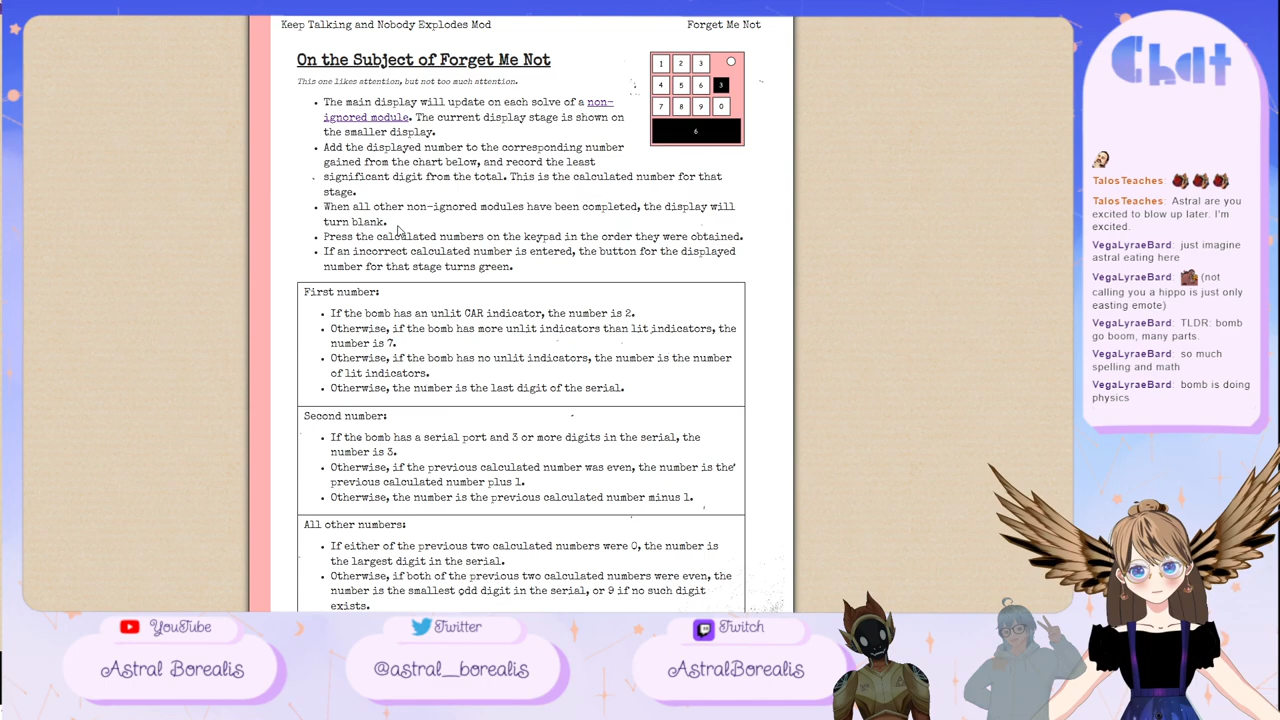 Keep Talking and Nobody Explodes Mod
Forget Me Not
On the Subject of Forget Me Not
This one likes attention, but not too much attention.
• The main display will update on each solve of a non-
ignored module. The current display stage is shown on
the smaller display.
• Add the displayed number to the corresponding number
gained from the chart below, and record the least
significant digit from the total. This is the calculated number for that
stage.
• When all other non-ignored modules have been completed, the display will
turn blank.
• Press the calculated numbers on the keypad in the order they were obtained.
• If an incorrect calculated number is entered, the button for the displayed
number for that stage turns green.
1 2 3
4 5 6 3
7 8 9 0
6
First number:
• If the bomb has an unlit CAR indicator, the number is 2.
• Otherwise, if the bomb has more unlit indicators than lit indicators, the
number is 7.
• Otherwise, if the bomb has no unlit indicators, the number is the number
of lit indicators.
• Otherwise, the number is the last digit of the serial.
Second number:
• If the bomb has a serial port and 3 or more digits in the serial, the
number is 3.
• Otherwise, if the previous calculated number was even, the number is the
previous calculated number plus 1.
• Otherwise, the number is the previous calculated number minus 1.
All other numbers:
• If either of the previous two calculated numbers were 0, the number is
the largest digit in the serial.
• Otherwise, if both of the previous two calculated numbers were even, the
number is the smallest odd digit in the serial, or 9 if no such digit
exists.
Chat
TalosTeaches:
TalosTeaches: Astral are you
excited to blow up later. I'm
excited.
VegaLyraeBard: just imagine
astral eating here
VegaLyraeBard: (not
calling you a hippo is just only
easting emote)
VegaLyraeBard: TLDR: bomb
go boom, many parts.
VegaLyraeBard: so much
spelling and math
VegaLyraeBard: bomb is doing
physics
YouTube
Astral Borealis
Twitter
@astral__borealis
Twitch
AstralBorealis